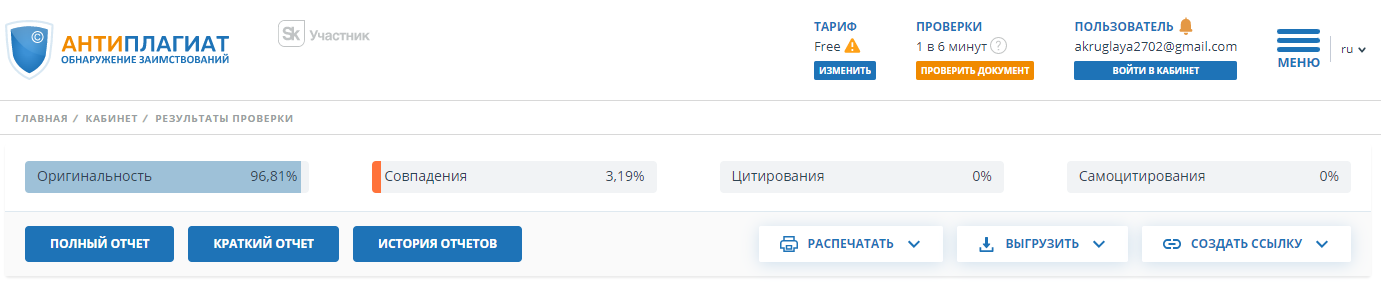 АНТИПЛАГИАТ
ОБНАРУЖЕНИЕ ЗАИМСТВОВАНИЙ
Sk Участник
ТАРИФ
Free
ИЗМЕНИТЬ
ПРОВЕРКИ
1 в 6 минут ?
ПРОВЕРИТЬ ДОКУМЕНТ
ПОЛЬЗОВАТЕЛЬ
akruglaya2702@gmail.com
ВОЙТИ В КАБИНЕТ
МЕНЮ
ru
ГЛАВНАЯ / КАБИНЕТ / РЕЗУЛЬТАТЫ ПРОВЕРКИ
Оригинальность 96,81%
Совпадения 3,19%
Цитирования 0%
Самоцитирования 0%
ПОЛНЫЙ ОТЧЕТ
КРАТКИЙ ОТЧЕТ
ИСТОРИЯ ОТЧЕТОВ
РАСПЕЧАТАТЬ
ВЫГРУЗИТЬ
СОЗДАТЬ ССЫЛКУ